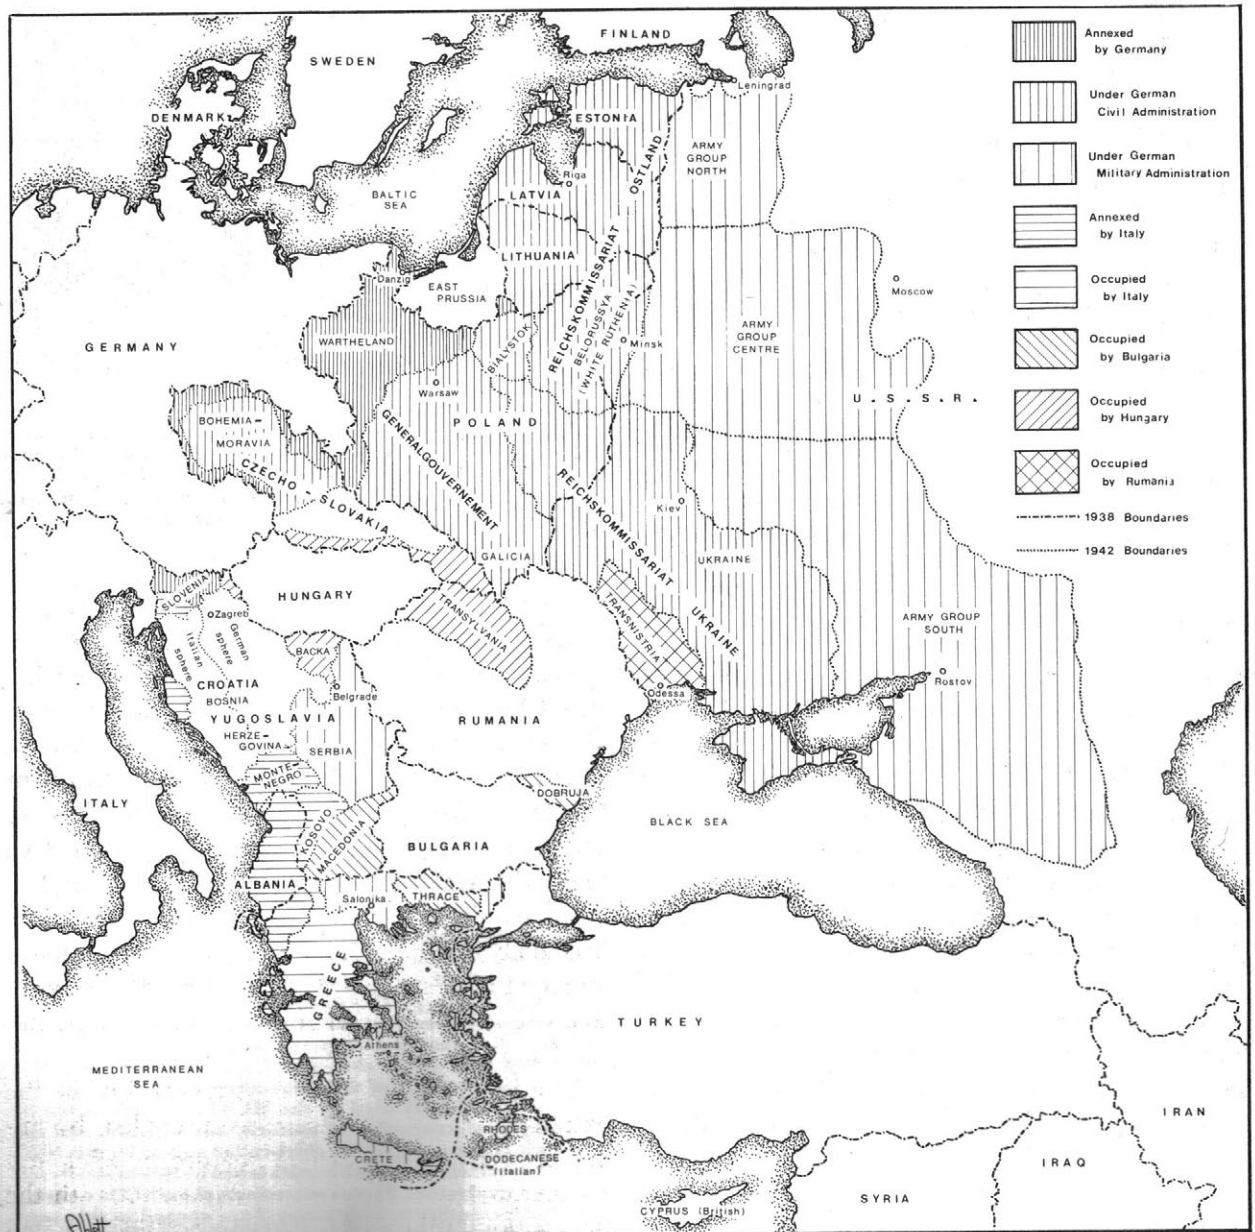 FINLAND
SWEDEN
Leningrad
DENMARK
ESTONIA
ARMY
GROUP
NORTH
Riga
OSTLAND
BALTIC
SEA
LATVIA
LITHUANIA
Danzig
EAST
PRUSSIA
Moscow
WARTHELAND
REICHSKOMMISSARIAT
BELORUSSYA
(WHITE RUTHENIA)
BIALYSTOK
Minsk
ARMY
GROUP
CENTRE
GERMANY
Warsaw
U.S.S.R.
BOHEMIA-
MORAVIA
POLAND
GENERALGOUVERNEMENT
CZECHO-SLOVAKIA
REICHSKOMMISSARIAT
UKRAINE
Kiev
GALICIA
UKRAINE
SLOVENIA
HUNGARY
TRANSYLVANIA
TRANSNISTRIA
ARMY GROUP
SOUTH
Zagreb
German
sphere
Italian
sphere
BACKA
CROATIA
BOSNIA
Belgrade
Odessa
Rostov
YUGOSLAVIA
RUMANIA
HERZE-
GOVINA
SERBIA
MONTE-
NEGRO
DOBRUJA
ITALY
KOSOVO
MACEDONIA
BLACK SEA
BULGARIA
ALBANIA
Salonika
THRACE
GREECE
TURKEY
Athens
MEDITERRANEAN
SEA
IRAN
RHODES
DODECANESE
(Italian)
CRETE
IRAQ
SYRIA
CYPRUS (British)
Annexed
by Germany
Under German
Civil Administration
Under German
Military Administration
Annexed
by Italy
Occupied
by Italy
Occupied
by Bulgaria
Occupied
by Hungary
Occupied
by Rumania
1938 Boundaries
1942 Boundaries